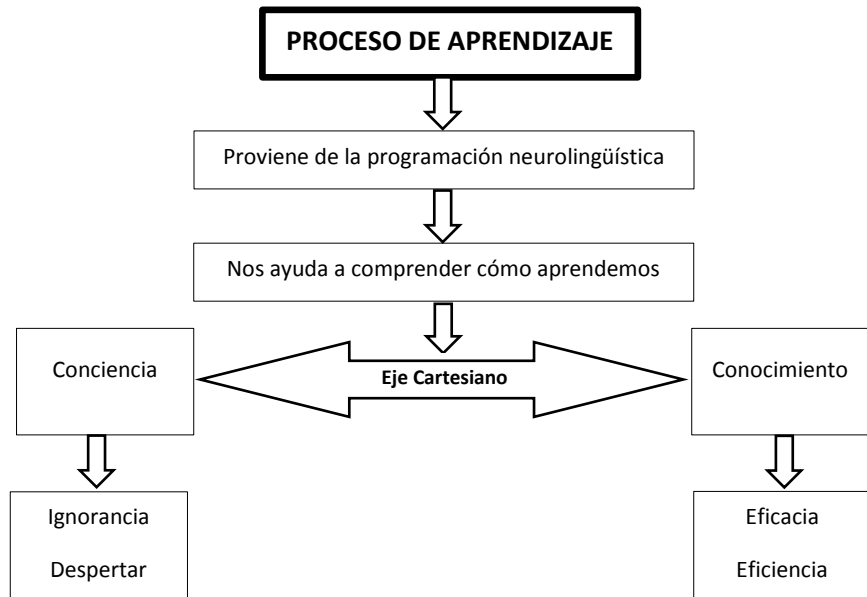 PROCESO DE APRENDIZAJE
Proviene de la programación neurolingüística
Nos ayuda a comprender cómo aprendemos
Conciencia
Eje Cartesiano
Conocimiento
Ignorancia
Despertar
Eficacia
Eficiencia